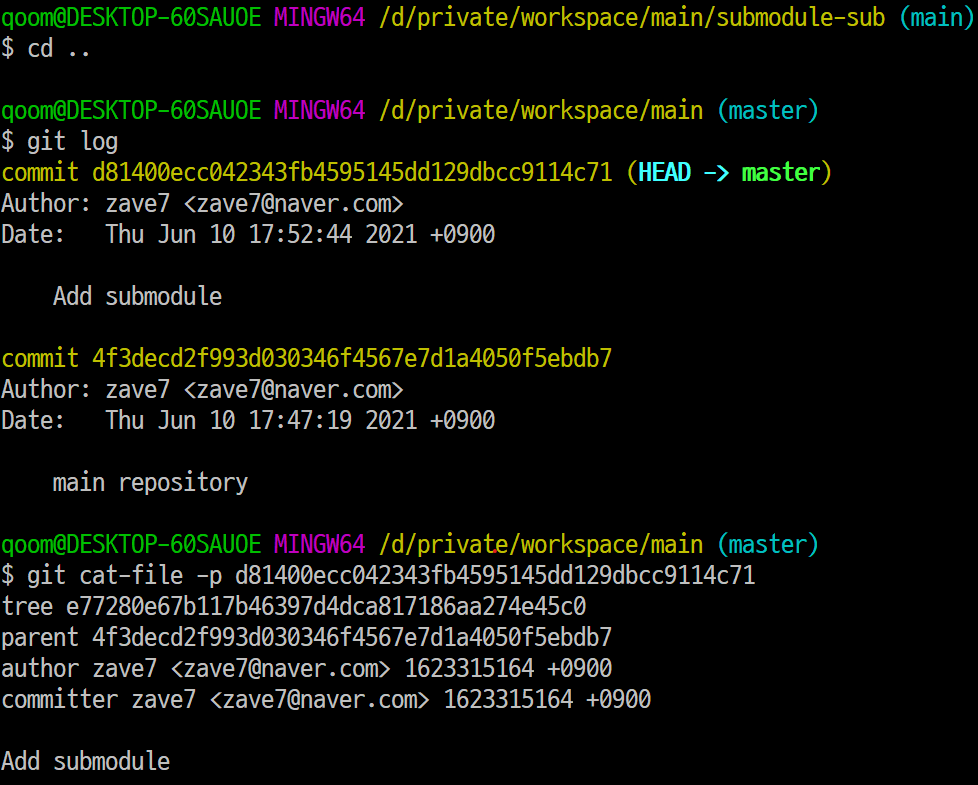 qoom@DESKTOP-60SAUOE MINGW64 /d/private/workspace/main/submodule-sub (main)
$ cd ..
qoom@DESKTOP-60SAUOE MINGW64 /d/private/workspace/main (master)
$ git log
commit d81400ecc042343fb4595145dd129dbcc9114c71 (HEAD -> master)
Author: zave7 <zave7@naver.com>
Date:   Thu Jun 10 17:52:44 2021 +0900
    Add submodule
commit 4f3decd2f993d030346f4567e7d1a4050f5ebdb7
Author: zave7 <zave7@naver.com>
Date:   Thu Jun 10 17:47:19 2021 +0900
    main repository
qoom@DESKTOP-60SAUOE MINGW64 /d/private/workspace/main (master)
$ git cat-file -p d81400ecc042343fb4595145dd129dbcc9114c71
tree e77280e67b117b46397d4dca817186aa274e45c0
parent 4f3decd2f993d030346f4567e7d1a4050f5ebdb7
author zave7 <zave7@naver.com> 1623315164 +0900
committer zave7 <zave7@naver.com> 1623315164 +0900
Add submodule